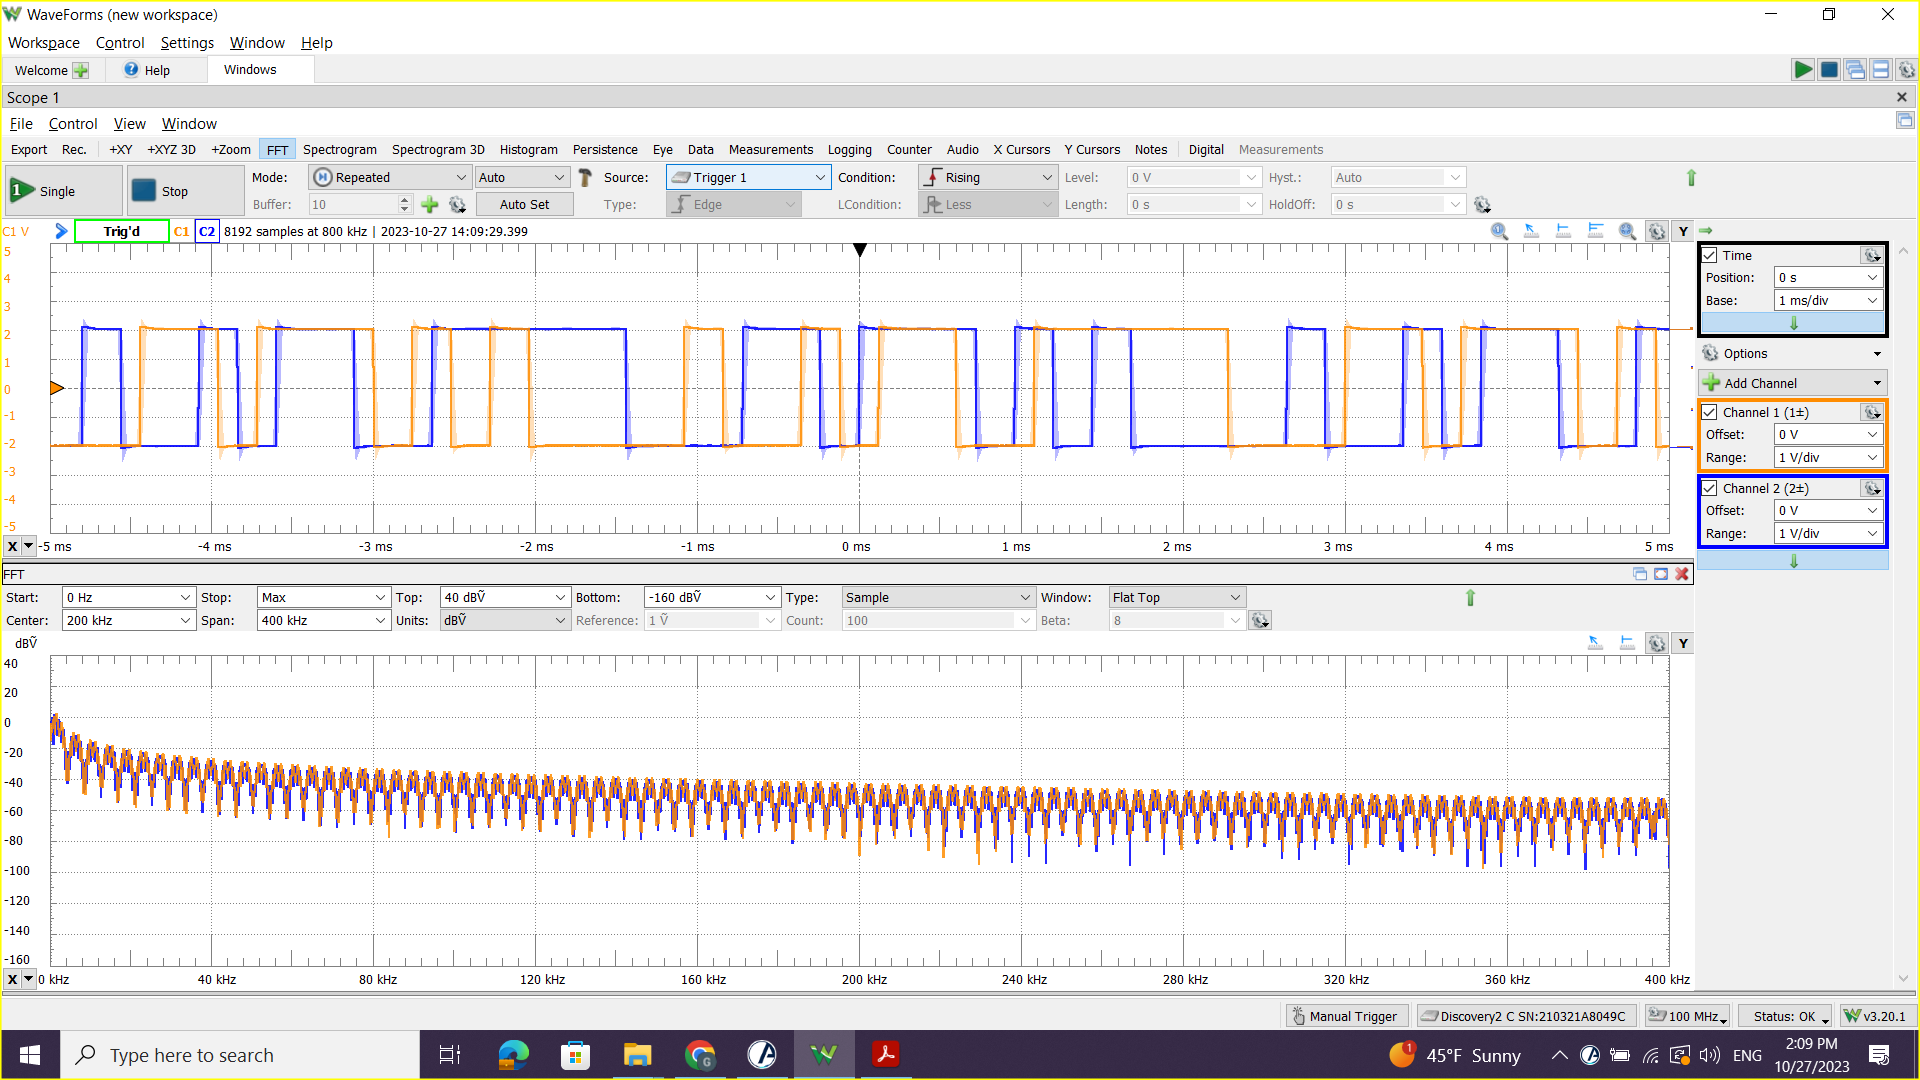 WaveForms (new workspace)
Workspace Control Settings Window Help
Welcome Help Windows
Scope 1
File Control View Window
Export Rec. +XY +XYZ 3D +Zoom FFT Spectrogram Spectrogram 3D Histogram Persistence Eye Data Measurements Logging Counter Audio X Cursors Y Cursors Notes Digital Measurements
1 Single Stop Mode: Repeated Auto Source: Trigger 1 Condition: Rising Level: 0 V Hyst.: Auto
Buffer: 10 Auto Set Type: Edge LCondition: Less Length: 0 s HoldOff: 0 s
C1 V Trig'd C1 C2 8192 samples at 800 kHz | 2023-10-27 14:09:29.399 Y
5
4
3
2
1
0
-1
-2
-3
-4
-5
X -5 ms -4 ms -3 ms -2 ms -1 ms 0 ms 1 ms 2 ms 3 ms 4 ms 5 ms
Time
Position: 0 s
Base: 1 ms/div
Options
Add Channel
Channel 1 (1±)
Offset: 0 V
Range: 1 V/div
Channel 2 (2±)
Offset: 0 V
Range: 1 V/div
FFT
Start: 0 Hz Stop: Max Top: 40 dBṼ Bottom: -160 dBṼ Type: Sample Window: Flat Top
Center: 200 kHz Span: 400 kHz Units: dBṼ Reference: 1 Ṽ Count: 100 Beta: 8
dBṼ Y
40
20
0
-20
-40
-60
-80
-100
-120
-140
-160
X 0 kHz 40 kHz 80 kHz 120 kHz 160 kHz 200 kHz 240 kHz 280 kHz 320 kHz 360 kHz 400 kHz
Manual Trigger Discovery2 C SN:210321A8049C 100 MHz Status: OK v3.20.1
Type here to search 1 45°F Sunny ENG 2:09 PM
10/27/2023